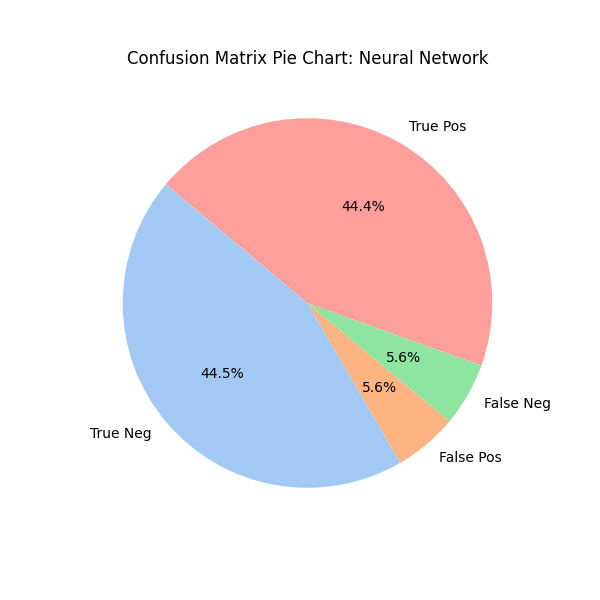 Confusion Matrix Pie Chart: Neural Network
True Pos
44.4%
5.6%
44.5%
5.6%
False Neg
True Neg
False Pos